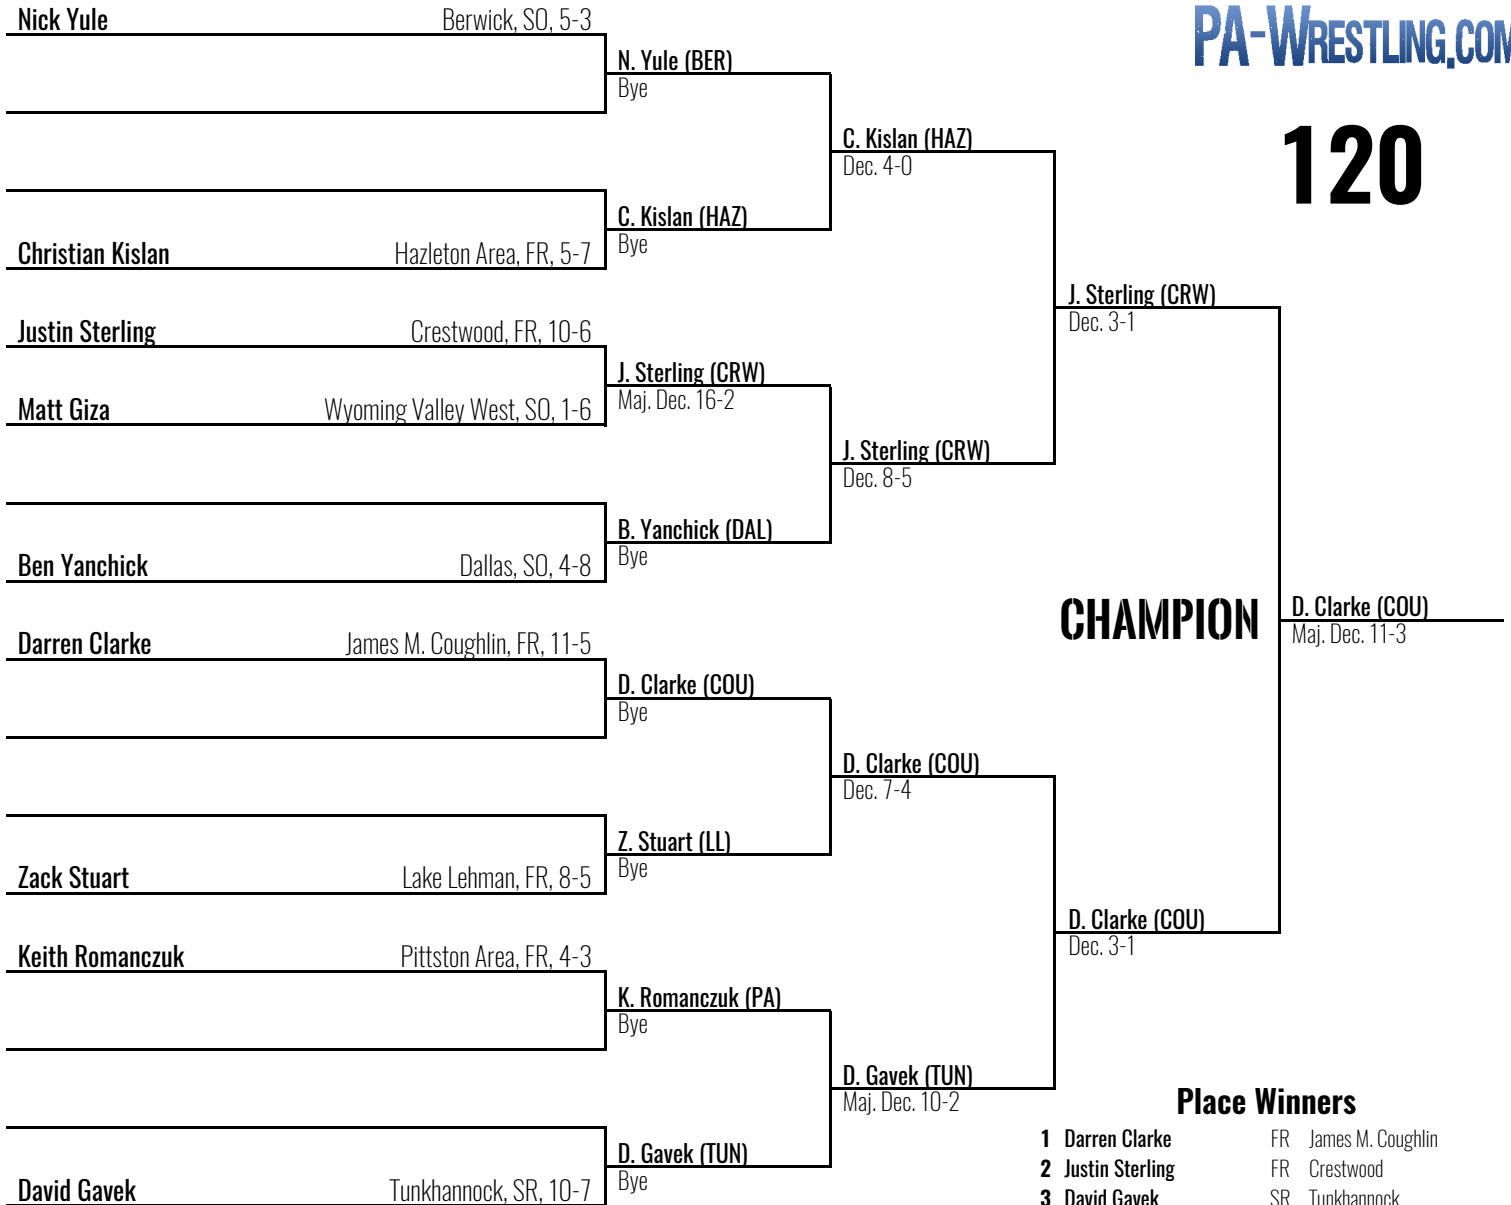 PA-WRESTLING.COM
120
Nick Yule Berwick, SO, 5-3
N. Yule (BER)
Bye
C. Kislan (HAZ)
Dec. 4-0
C. Kislan (HAZ)
Bye
Christian Kislan Hazleton Area, FR, 5-7
J. Sterling (CRW)
Dec. 3-1
Justin Sterling Crestwood, FR, 10-6
J. Sterling (CRW)
Maj. Dec. 16-2
Matt Giza Wyoming Valley West, SO, 1-6
J. Sterling (CRW)
Dec. 8-5
B. Yanchick (DAL)
Bye
Ben Yanchick Dallas, SO, 4-8
CHAMPION
D. Clarke (COU)
Maj. Dec. 11-3
Darren Clarke James M. Coughlin, FR, 11-5
D. Clarke (COU)
Bye
D. Clarke (COU)
Dec. 7-4
Z. Stuart (LL)
Bye
Zack Stuart Lake Lehman, FR, 8-5
D. Clarke (COU)
Dec. 3-1
Keith Romanczuk Pittston Area, FR, 4-3
K. Romanczuk (PA)
Bye
D. Gavek (TUN)
Maj. Dec. 10-2
D. Gavek (TUN)
Bye
David Gavek Tunkhannock, SR, 10-7
Place Winners
1 Darren Clarke FR James M. Coughlin
2 Justin Sterling FR Crestwood
3 David Gavek SR Tunkhannock